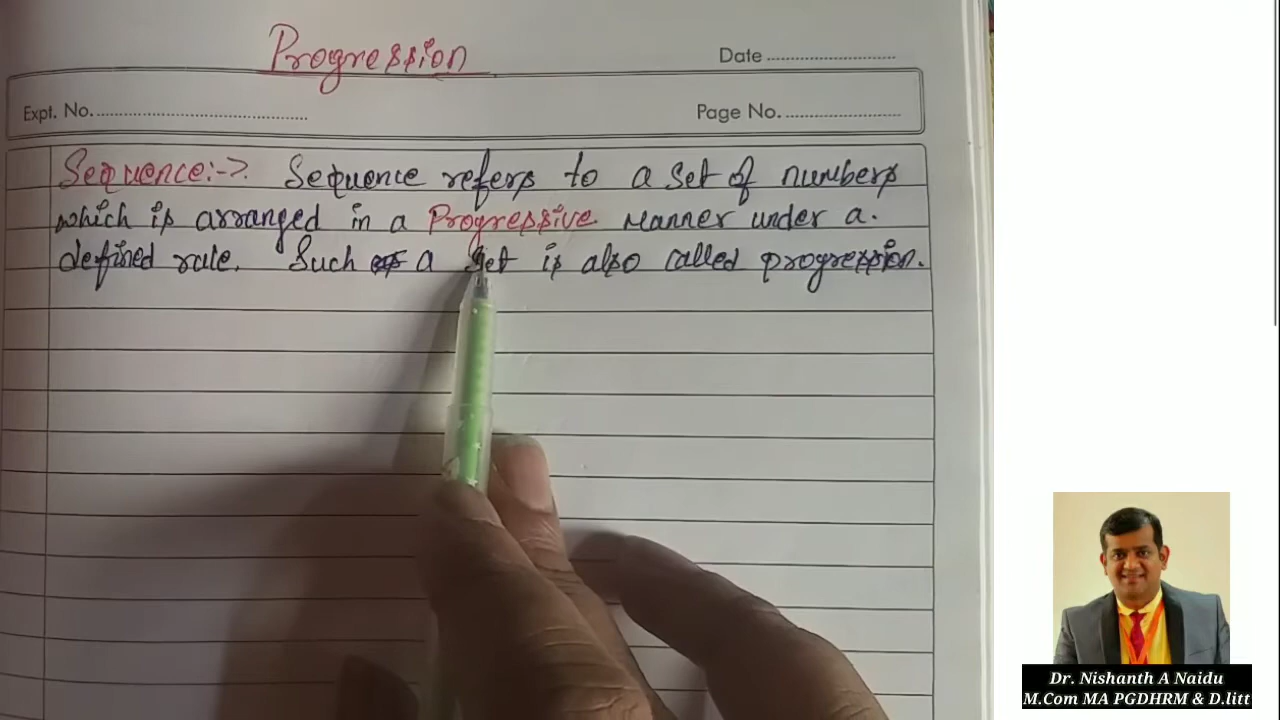 Progression
Date
Expt. No.
Page No.
Sequence:-> Sequence refers to a set of numbers
which is arranged in a Progressive manner under a.
defined rule. Such a set is also called progression.
Dr. Nishanth A Naidu
M.Com MA PGDHRM & D.litt